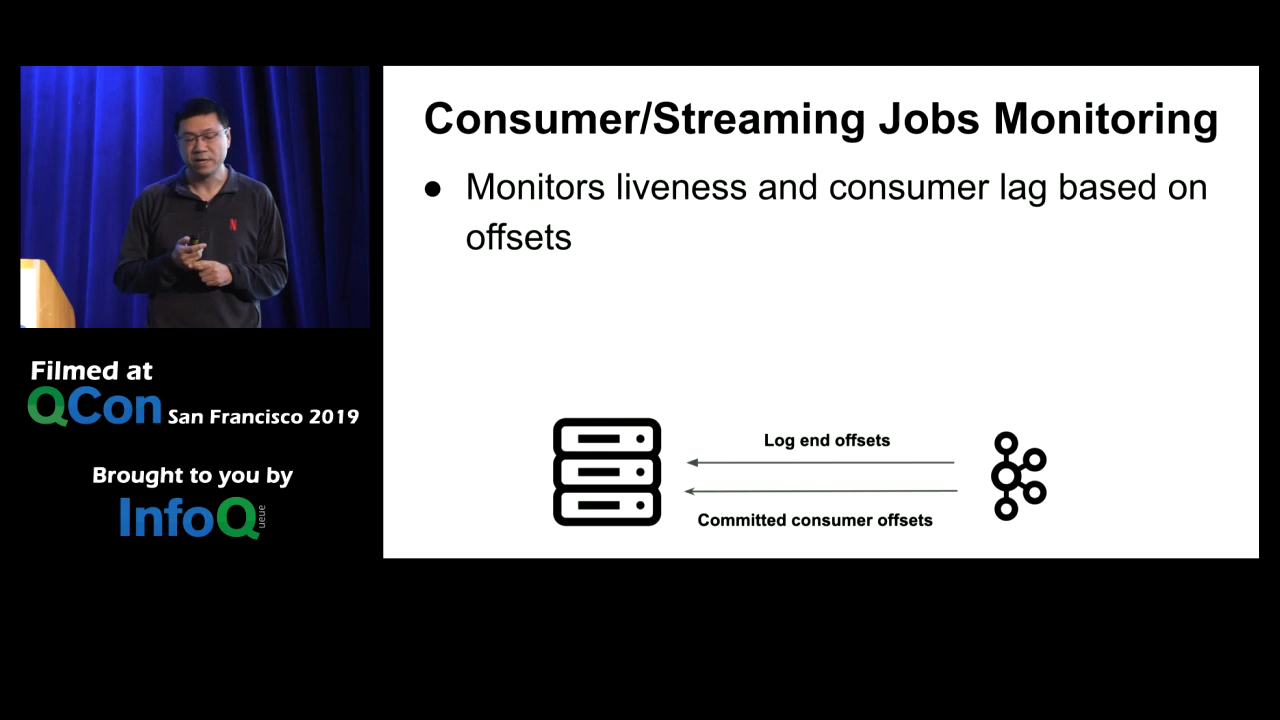 Consumer/Streaming Jobs Monitoring
● Monitors liveness and consumer lag based on
offsets
Log end offsets
Committed consumer offsets
N
Filmed at
QCon San Francisco 2019
Brought to you by
InfoQueue